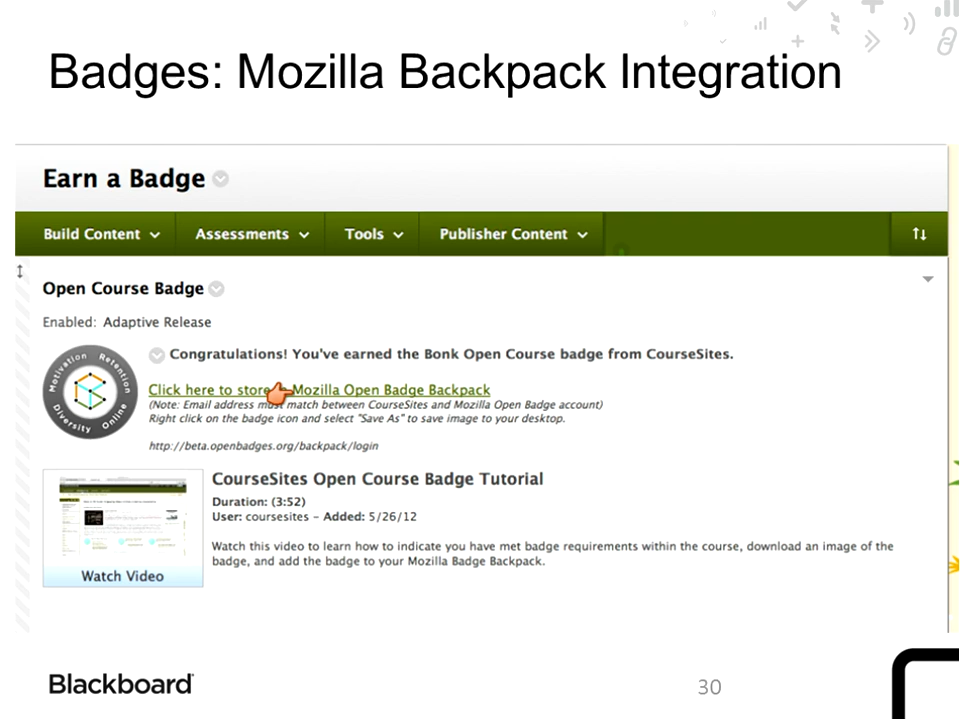 Badges: Mozilla Backpack Integration
Earn a Badge
Build Content Assessments Tools Publisher Content
Open Course Badge
Enabled: Adaptive Release
Motivation Retention Diversity Online
Congratulations! You've earned the Bonk Open Course badge from CourseSites.
Click here to store Mozilla Open Badge Backpack
(Note: Email address must match between CourseSites and Mozilla Open Badge account)
Right click on the badge icon and select "Save As" to save image to your desktop.
http://beta.openbadges.org/backpack/login
CourseSites Open Course Badge Tutorial
Duration: (3:52)
User: coursesites – Added: 5/26/12
Watch this video to learn how to indicate you have met badge requirements within the course, download an image of the
badge, and add the badge to your Mozilla Badge Backpack.
Watch Video
Blackboard
30